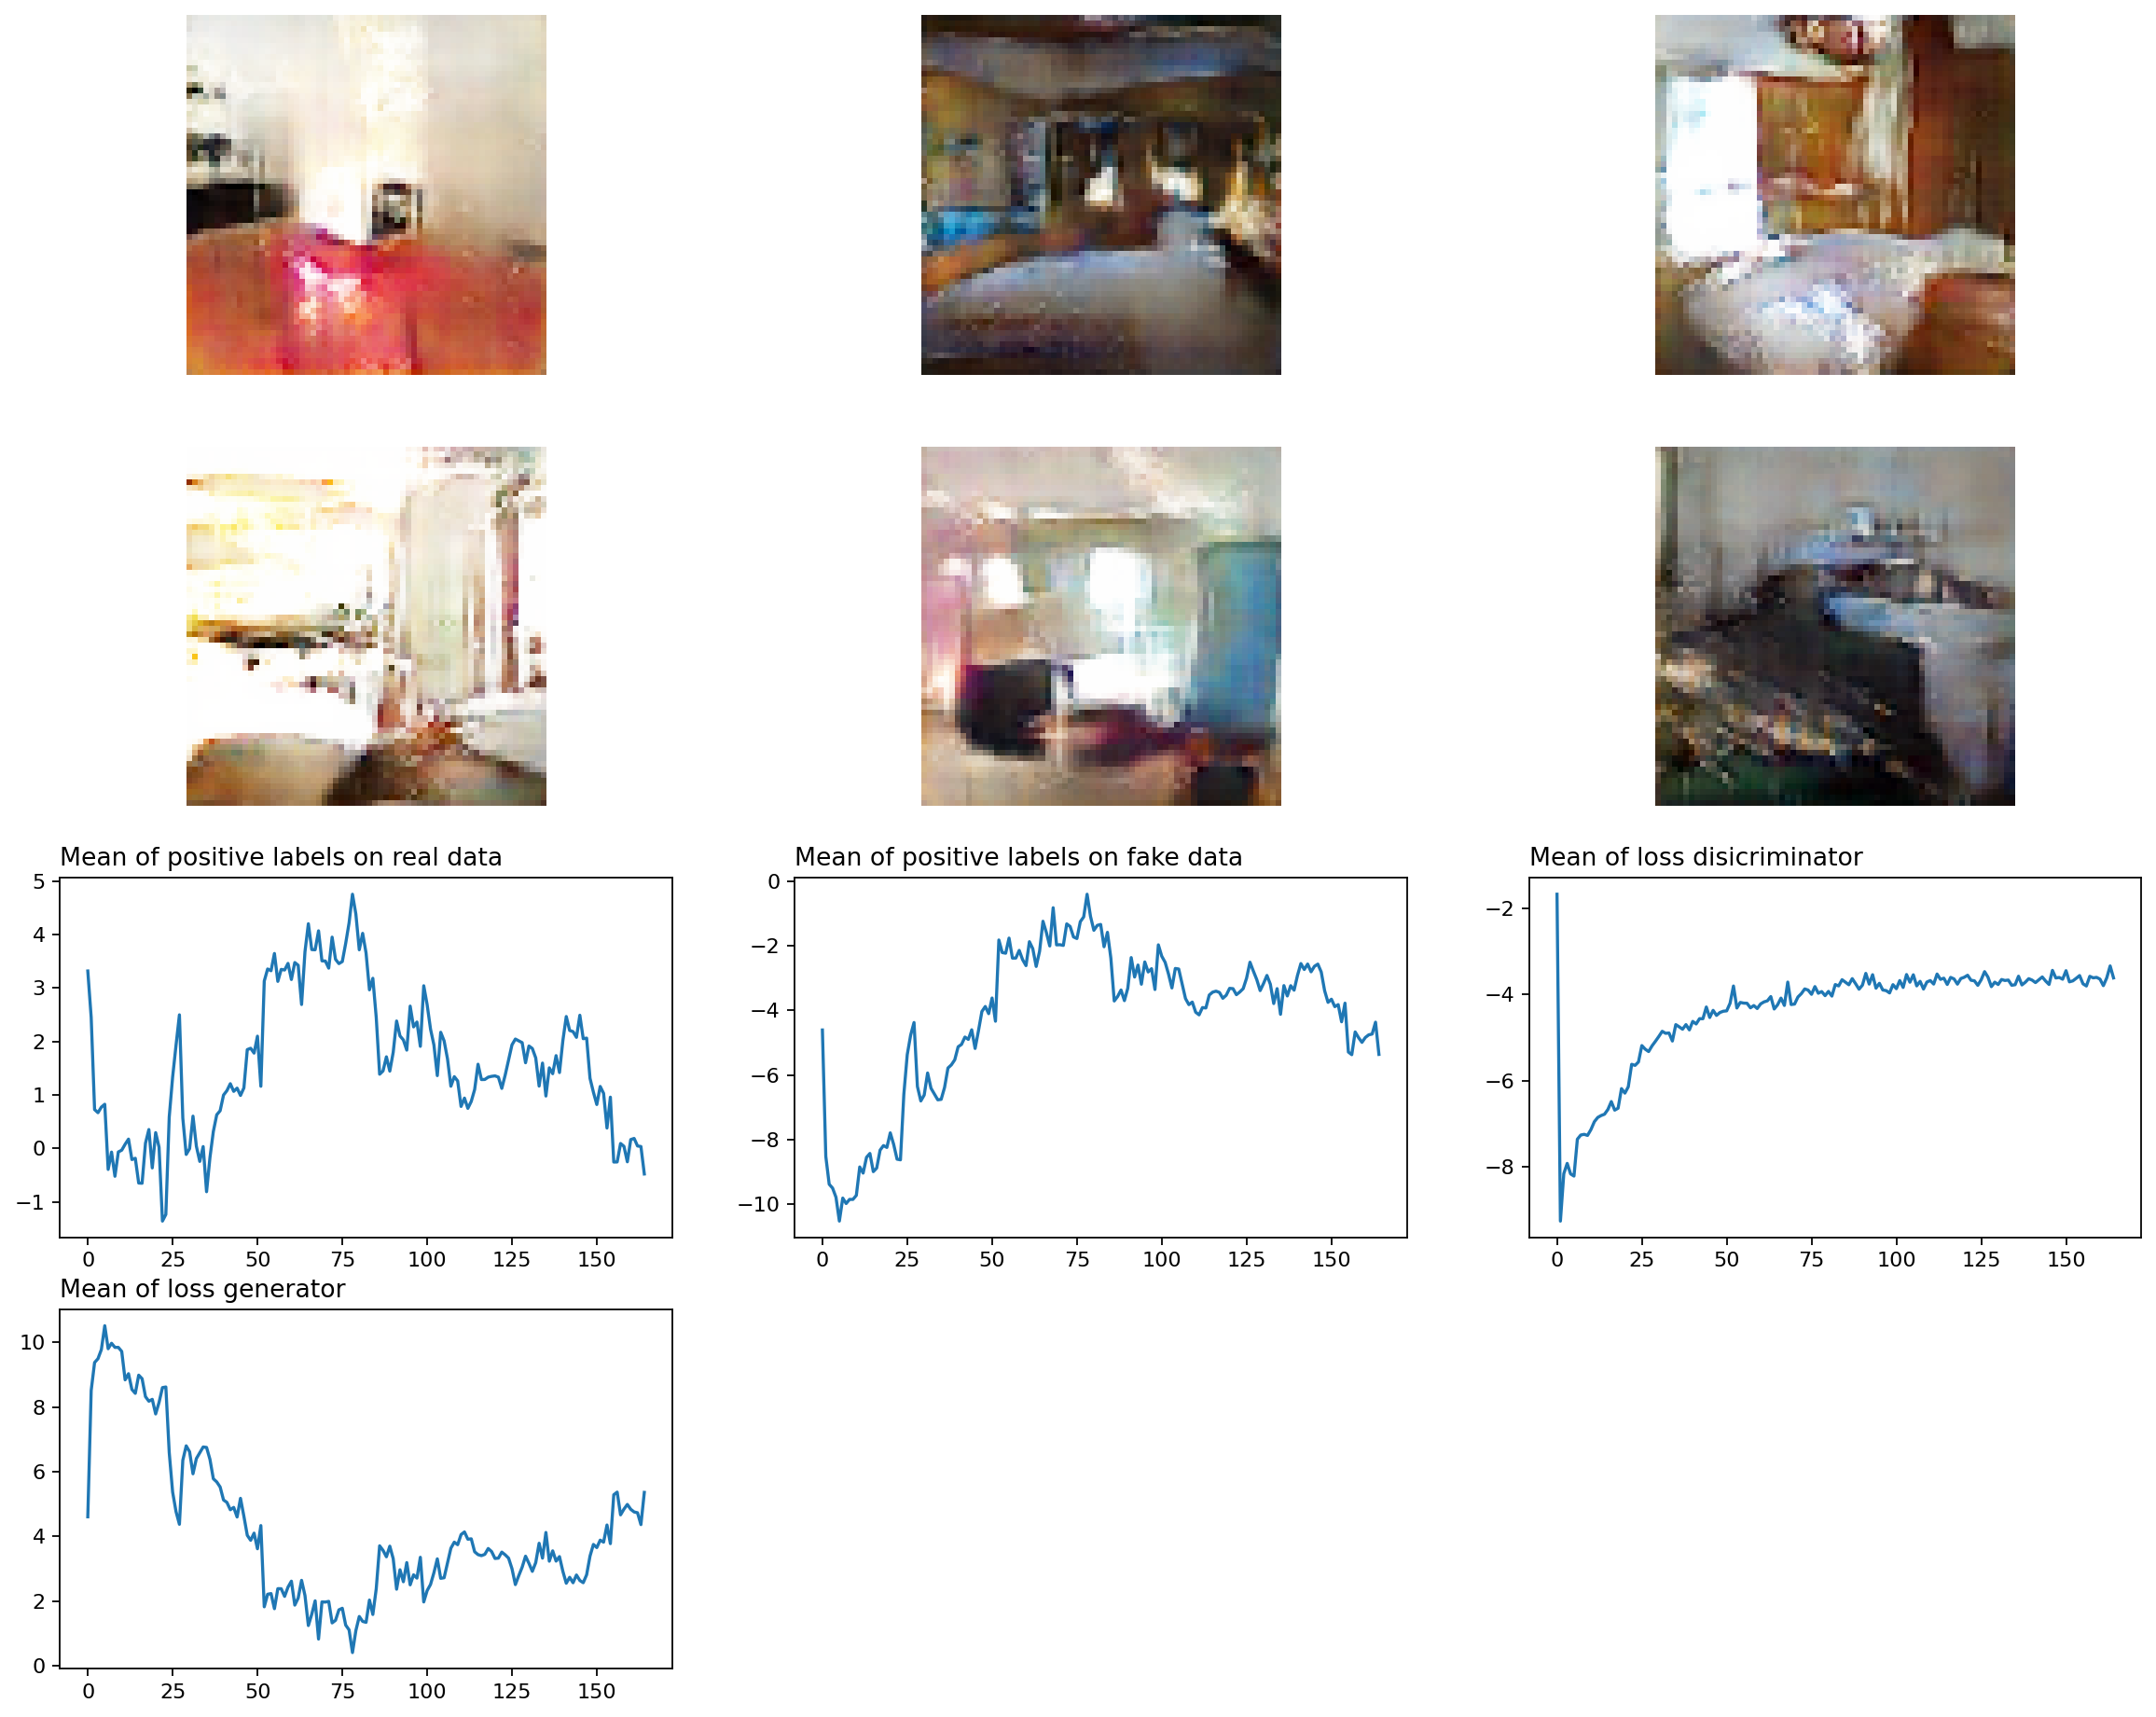 Mean of positive labels on real data
Mean of positive labels on fake data
Mean of loss disicriminator
5
4
3
2
1
0
−1
0 25 50 75 100 125 150
0
−2
−4
−6
−8
−10
0 25 50 75 100 125 150
−2
−4
−6
−8
0 25 50 75 100 125 150
Mean of loss generator
10
8
6
4
2
0
0 25 50 75 100 125 150